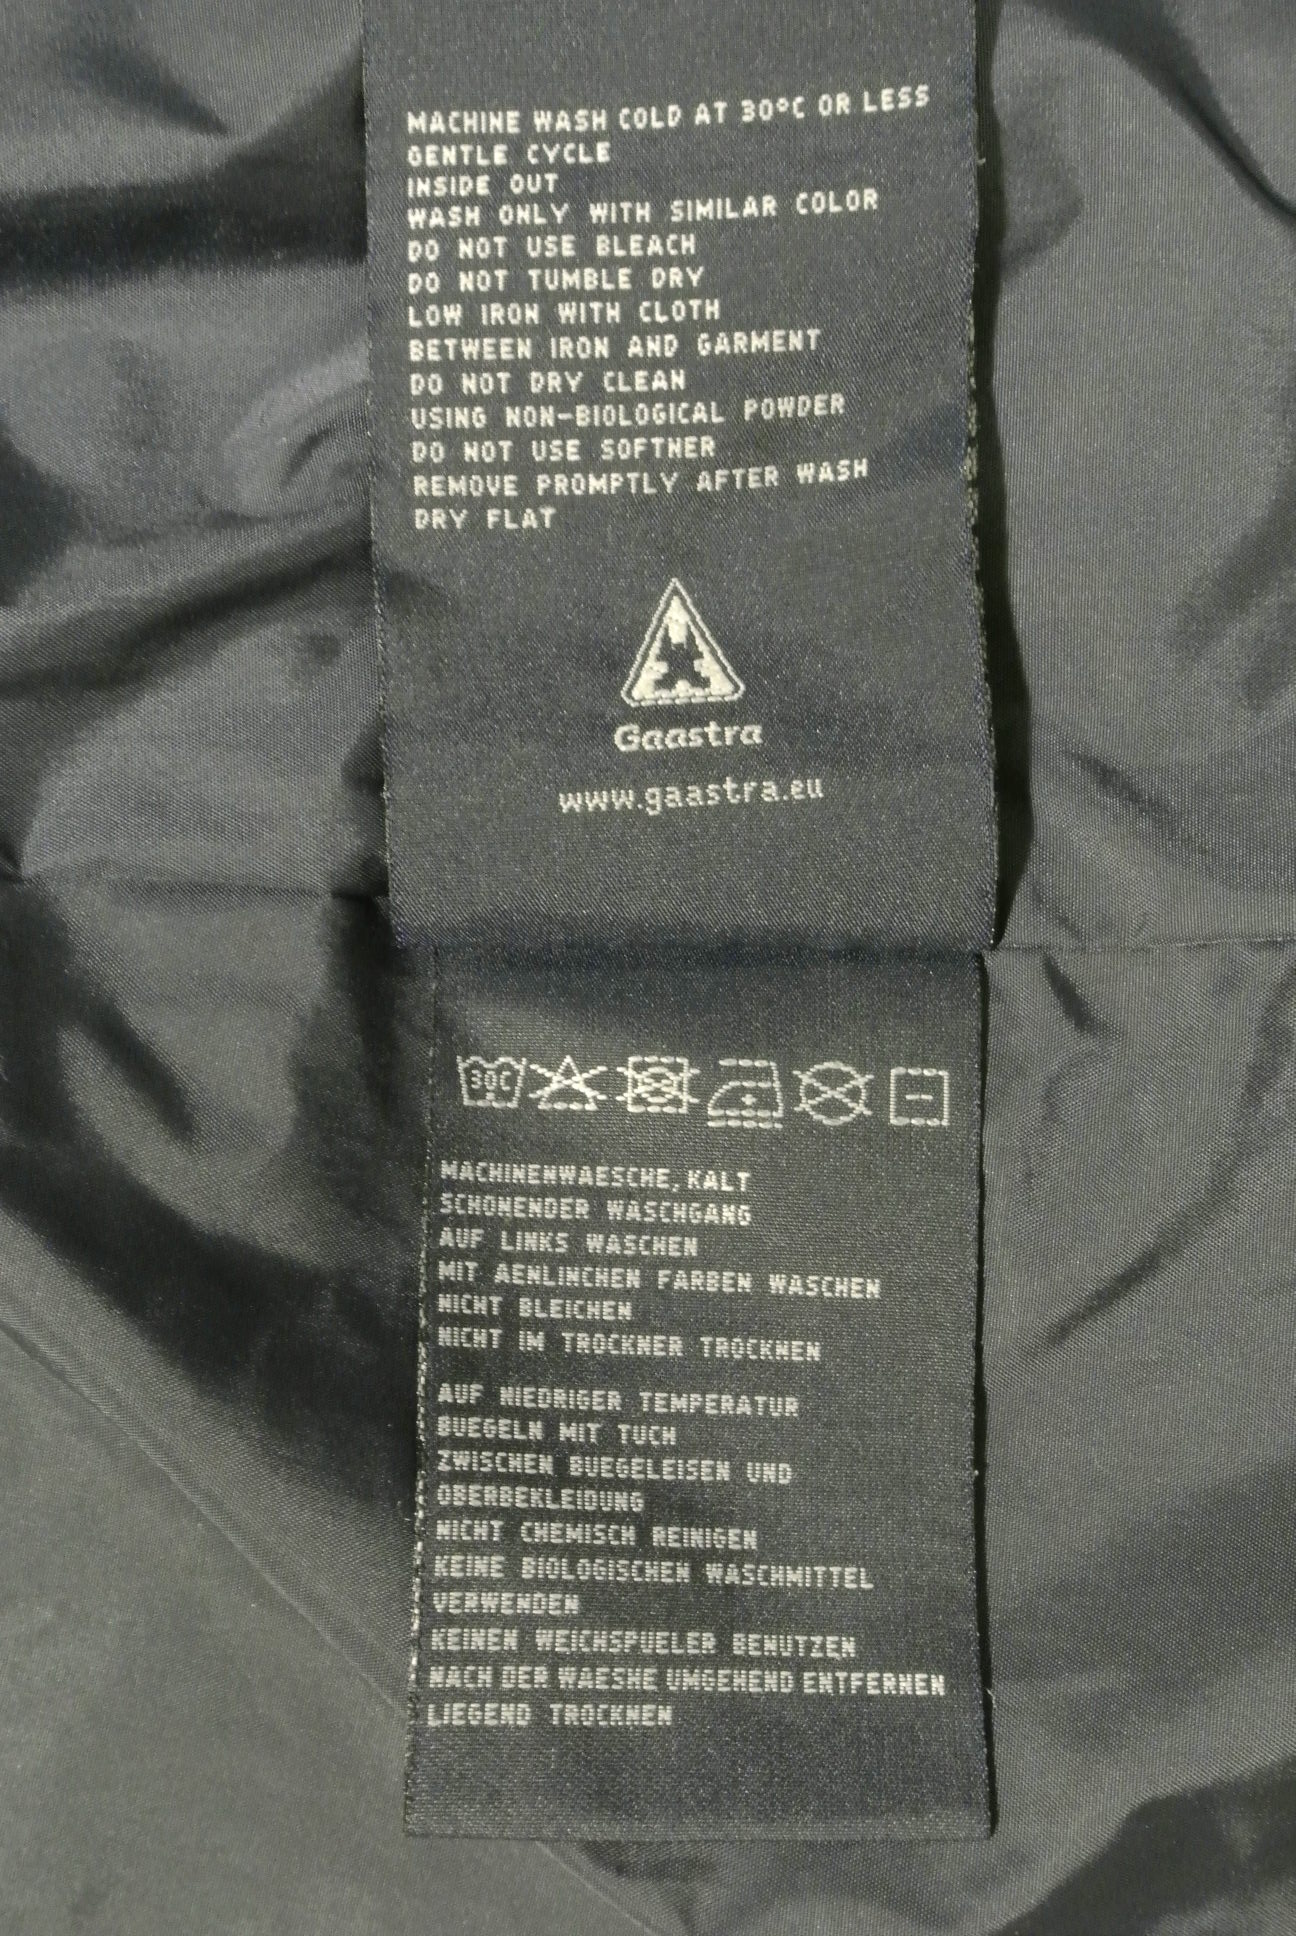 MACHINE WASH COLD AT 30°C OR LESS
GENTLE CYCLE
INSIDE OUT
WASH ONLY WITH SIMILAR COLOR
DO NOT USE BLEACH
DO NOT TUMBLE DRY
LOW IRON WITH CLOTH
BETWEEN IRON AND GARMENT
DO NOT DRY CLEAN
USING NON-BIOLOGICAL POWDER
DO NOT USE SOFTNER
REMOVE PROMPTLY AFTER WASH
DRY FLAT
Gaastra
www.gaastra.eu
30C
MACHINENWAESCHE, KALT
SCHONENDER WASCHGANG
AUF LINKS WASCHEN
MIT AENLINCHEN FARBEN WASCHEN
NICHT BLEICHEN
NICHT IM TROCKNER TROCKNEN
AUF NIEDRIGER TEMPERATUR
BUEGELN MIT TUCH
ZWISCHEN BUEGELEISEN UND
OBERBEKLEIDUNG
NICHT CHEMISCH REINIGEN
KEINE BIOLOGISCHEN WASCHMITTEL
VERWENDEN
KEINEN WEICHSPUELER BENUTZEN
NACH DER WAESHE UMGEHEND ENTFERNEN
LIEGEND TROCKNEN